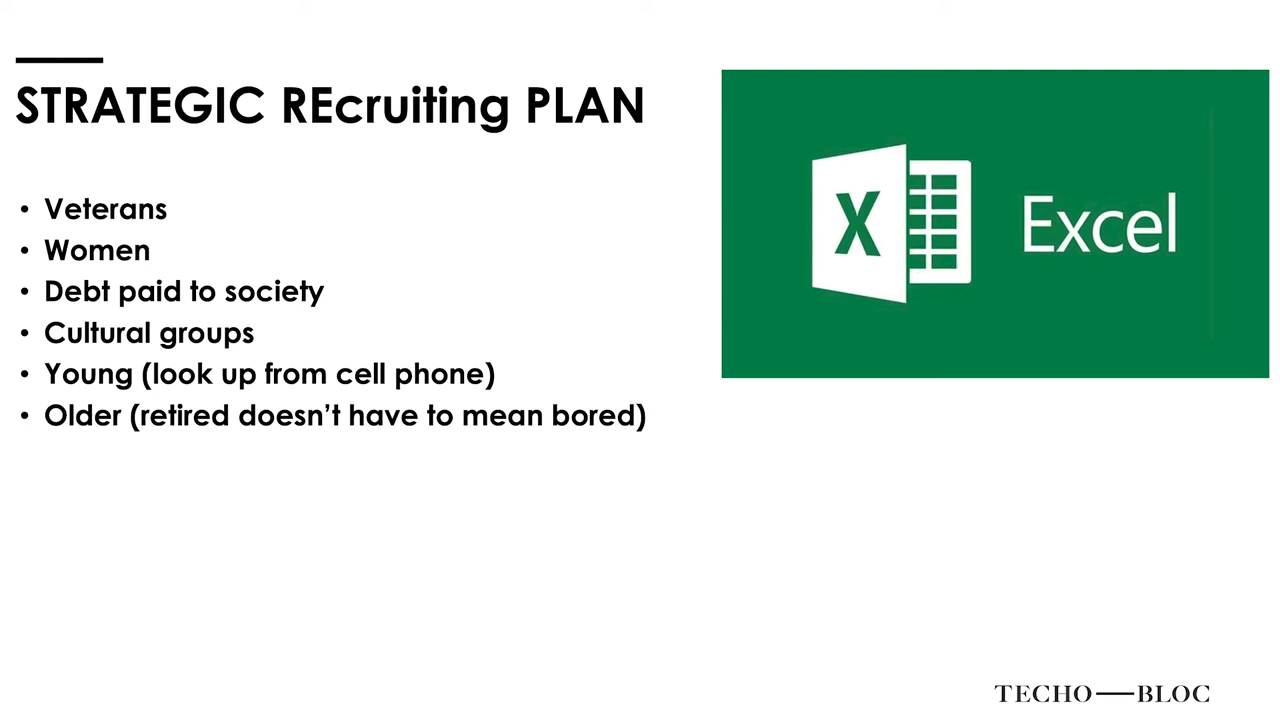 STRATEGIC REcruiting PLAN
• Veterans
• Women
• Debt paid to society
• Cultural groups
• Young (look up from cell phone)
• Older (retired doesn’t have to mean bored)
X
Excel
TECHO—BLOC